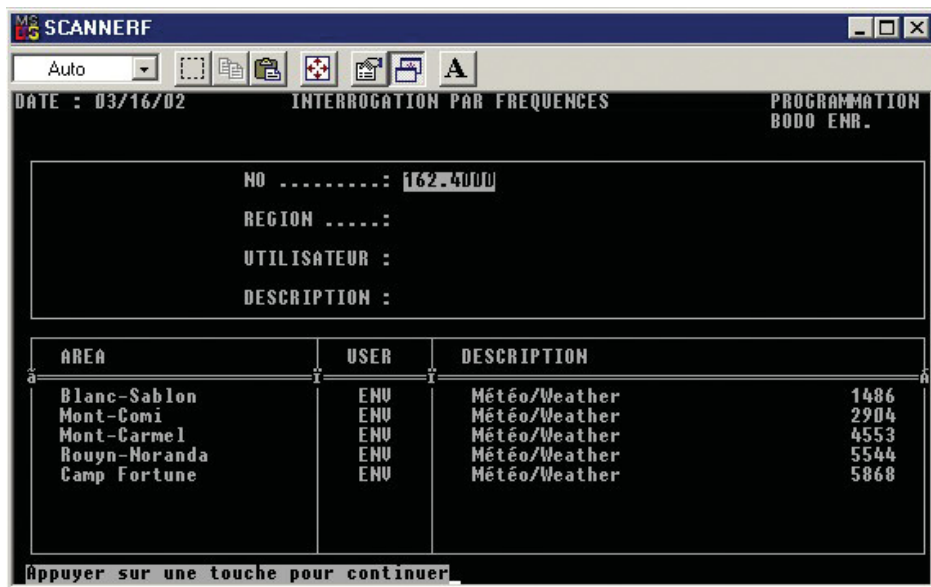 SCANNERF
Auto A
DATE : 03/16/02 INTERROGATION PAR FREQUENCES PROGRAMMATION
BODO ENR.
NO .........: 162.4000
REGION .....:
UTILISATEUR :
DESCRIPTION :
AREA USER DESCRIPTION
Blanc-Sablon ENV Météo/Weather 1486
Mont-Comi ENV Météo/Weather 2904
Mont-Carmel ENV Météo/Weather 4553
Rouyn-Noranda ENV Météo/Weather 5544
Camp Fortune ENV Météo/Weather 5868
Appuyer sur une touche pour continuer